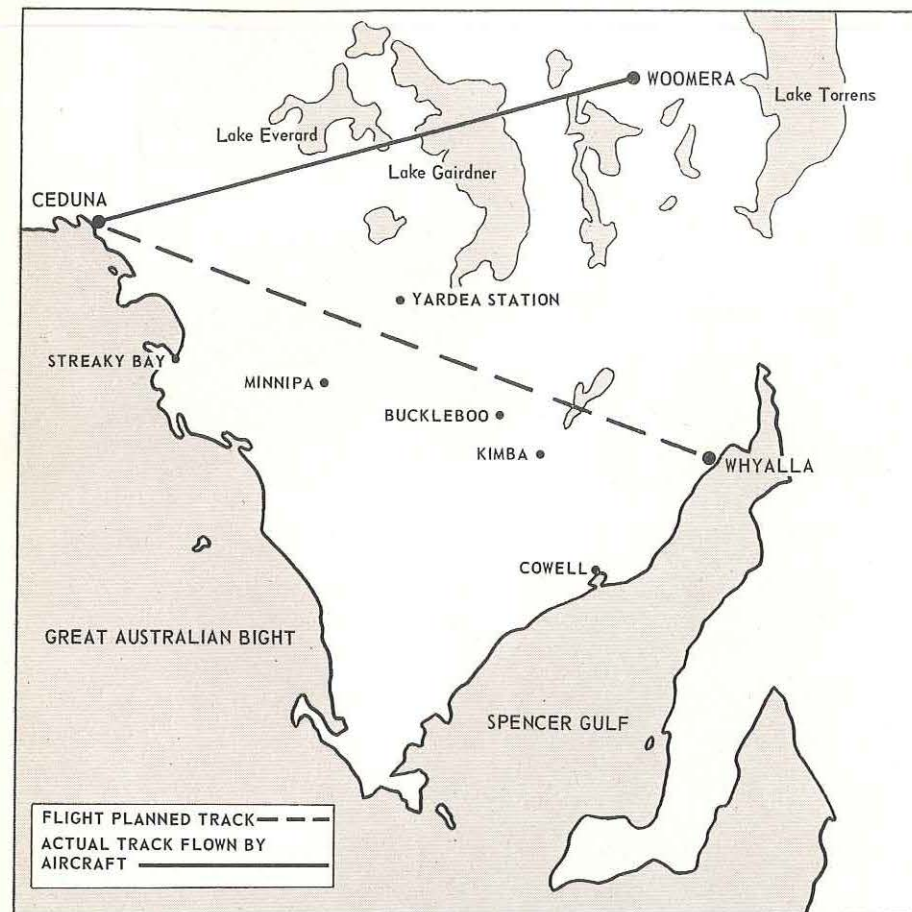 WOOMERA
Lake Torrens
Lake Everard
Lake Gairdner
CEDUNA
YARDEA STATION
STREAKY BAY
MINNIPA
BUCKLEBOO
KIMBA
WHYALLA
COWELL
GREAT AUSTRALIAN BIGHT
SPENCER GULF
FLIGHT PLANNED TRACK
ACTUAL TRACK FLOWN BY
AIRCRAFT